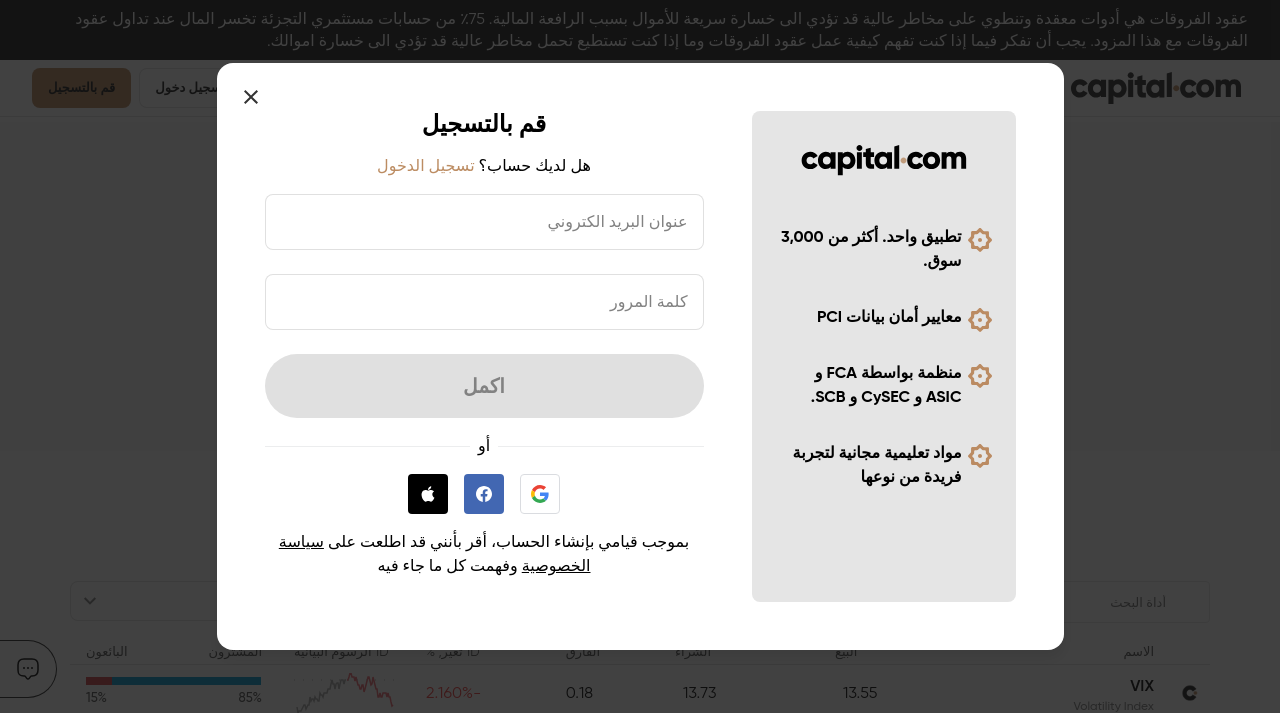 عقود الفروقات هي أدوات معقدة وتنطوي على مخاطر عالية قد تؤدي الى خسارة سريعة للأموال بسبب الرافعة المالية. 75٪ من حسابات مستثمري التجزئة تخسر المال عند تداول عقود
الفروقات مع هذا المزود. يجب أن تفكر فيما إذا كنت تفهم كيفية عمل عقود الفروقات وما إذا كنت تستطيع تحمل مخاطر عالية قد تؤدي الى خسارة اموالك.
capital.com
تسجيل دخول
قم بالتسجيل
capital.com
تطبيق واحد. أكثر من 3,000
سوق.
معايير أمان بيانات PCI
منظمة بواسطة FCA و
ASIC و CySEC و SCB.
مواد تعليمية مجانية لتجربة
فريدة من نوعها
قم بالتسجيل
هل لديك حساب؟ تسجيل الدخول
عنوان البريد الكتروني
كلمة المرور
اكمل
أو
بموجب قيامي بإنشاء الحساب، أقر بأنني قد اطلعت على سياسة
الخصوصية وفهمت كل ما جاء فيه
أداة البحث
الاسم
البيع
الشراء
الفارق
1D تغير, %
1D الرسوم البيانية
المشترون
البائعون
VIX
Volatility Index
13.55
13.73
0.18
-2.160%
85%
15%